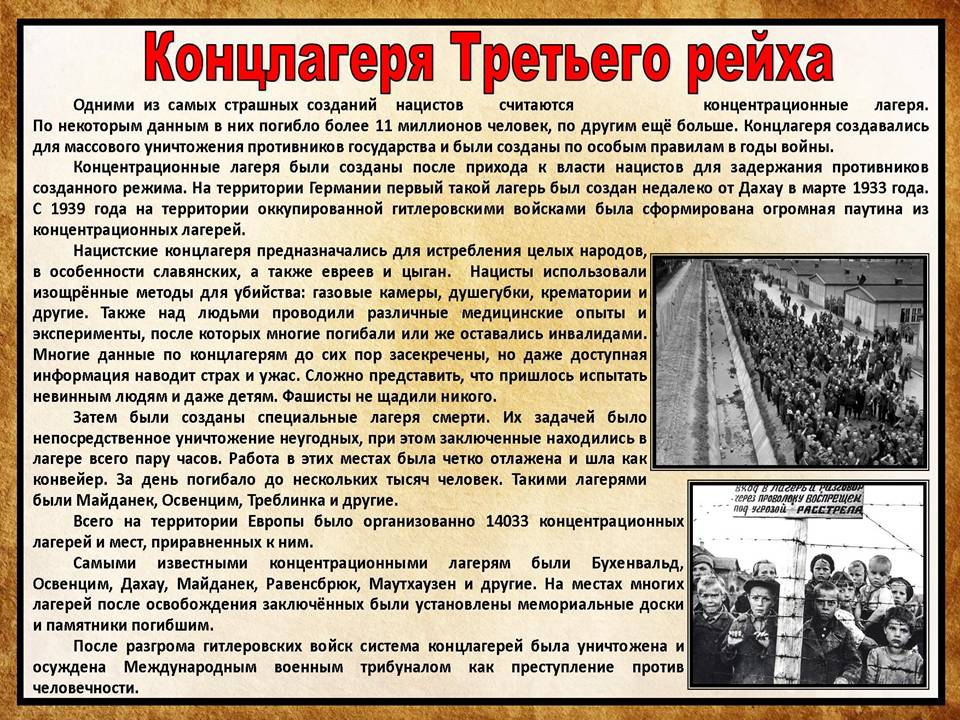 Концлагеря Третьего рейха
Одними из самых страшных созданий нацистов считаются концентрационные лагеря.
По некоторым данным в них погибло более 11 миллионов человек, по другим ещё больше. Концлагеря создавались
для массового уничтожения противников государства и были созданы по особым правилам в годы войны.
Концентрационные лагеря были созданы после прихода к власти нацистов для задержания противников
созданного режима. На территории Германии первый такой лагерь был создан недалеко от Дахау в марте 1933 года.
С 1939 года на территории оккупированной гитлеровскими войсками была сформирована огромная паутина из
концентрационных лагерей.
Нацистские концлагеря предназначались для истребления целых народов,
в особенности славянских, а также евреев и цыган. Нацисты использовали
изощрённые методы для убийства: газовые камеры, душегубки, крематории и
другие. Также над людьми проводили различные медицинские опыты и
эксперименты, после которых многие погибали или же оставались инвалидами.
Многие данные по концлагерям до сих пор засекречены, но даже доступная
информация наводит страх и ужас. Сложно представить, что пришлось испытать
невинным людям и даже детям. Фашисты не щадили никого.
Затем были созданы специальные лагеря смерти. Их задачей было
непосредственное уничтожение неугодных, при этом заключенные находились в
лагере всего пару часов. Работа в этих местах была четко отлажена и шла как
конвейер. За день погибало до нескольких тысяч человек. Такими лагерями
были Майданек, Освенцим, Треблинка и другие.
Всего на территории Европы было организованно 14033 концентрационных
лагерей и мест, приравненных к ним.
Самыми известными концентрационными лагерям были Бухенвальд,
Освенцим, Дахау, Майданек, Равенсбрюк, Маутхаузен и другие. На местах многих
лагерей после освобождения заключённых были установлены мемориальные доски
и памятники погибшим.
После разгрома гитлеровских войск система концлагерей была уничтожена и
осуждена Международным военным трибуналом как преступление против
человечности.
ВХОД В ЛАГЕРЬ И РАЗГОВОР
ЧЕРЕЗ ПРОВОЛОКУ ВОСПРЕЩЕН
ПОД УГРОЗОЙ РАССТРЕЛА